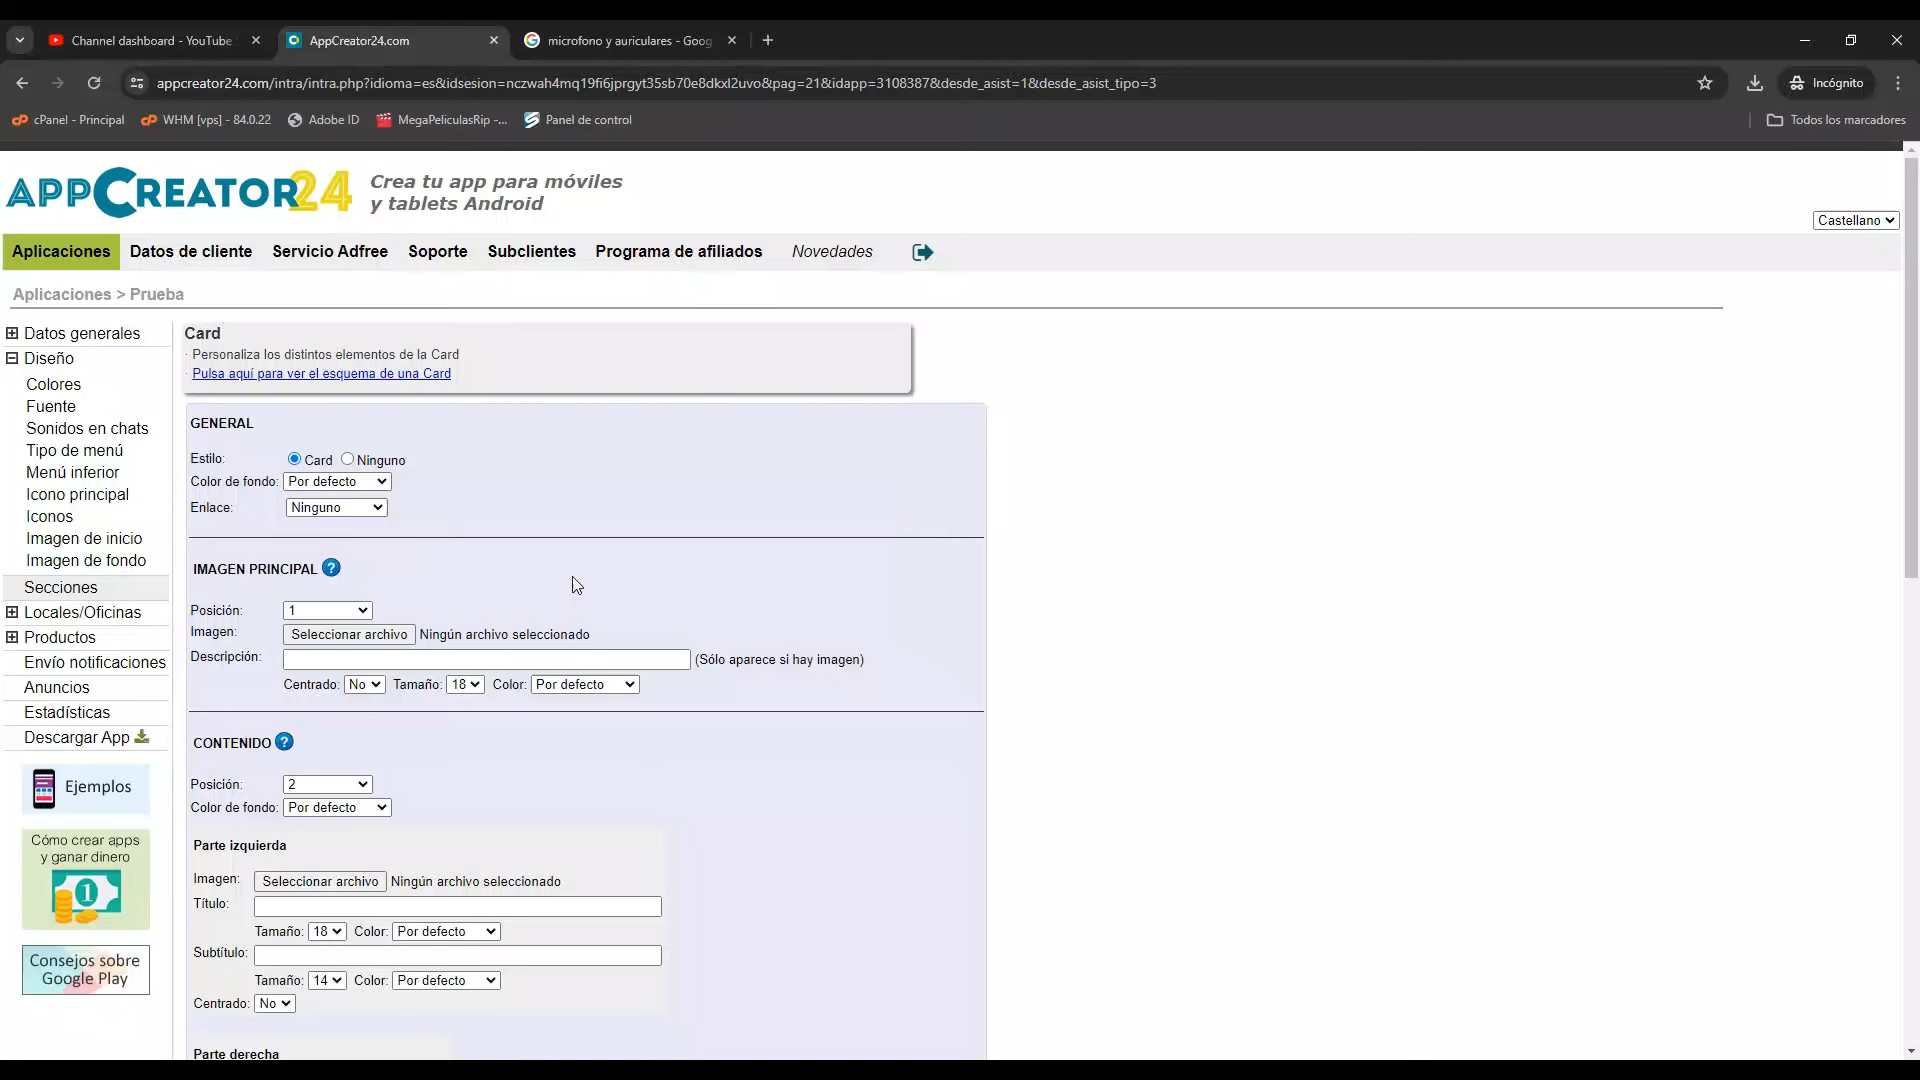 Channel dashboard - YouTube
AppCreator24.com
microfono y auriculares - Goog
appcreator24.com/intra/intra.php?idioma=es&idsesion=nczwah4mq19fi6jprgyt35sb70e8dkxl2uvo&pag=21&idapp=3108387&desde_asist=1&desde_asist_tipo=3
Incógnito
cPanel - Principal
WHM [vps] - 84.0.22
Adobe ID
MegaPeliculasRip -...
Panel de control
Todos los marcadores
APPCREATOR24
Crea tu app para móviles
y tablets Android
Castellano
Aplicaciones Datos de cliente Servicio Adfree Soporte Subclientes Programa de afiliados Novedades
Aplicaciones > Prueba
Datos generales
Diseño
Colores
Fuente
Sonidos en chats
Tipo de menú
Menú inferior
Icono principal
Iconos
Imagen de inicio
Imagen de fondo
Secciones
Locales/Oficinas
Productos
Envío notificaciones
Anuncios
Estadísticas
Descargar App
Ejemplos
Cómo crear apps
y ganar dinero
1
Consejos sobre
Google Play
Card
· Personaliza los distintos elementos de la Card
· Pulsa aquí para ver el esquema de una Card
GENERAL
Estilo: Card Ninguno
Color de fondo: Por defecto
Enlace: Ninguno
IMAGEN PRINCIPAL ?
Posición: 1
Imagen: Seleccionar archivo Ningún archivo seleccionado
Descripción: (Sólo aparece si hay imagen)
Centrado: No Tamaño: 18 Color: Por defecto
CONTENIDO ?
Posición: 2
Color de fondo: Por defecto
Parte izquierda
Imagen: Seleccionar archivo Ningún archivo seleccionado
Título:
Tamaño: 18 Color: Por defecto
Subtítulo:
Tamaño: 14 Color: Por defecto
Centrado: No
Parte derecha